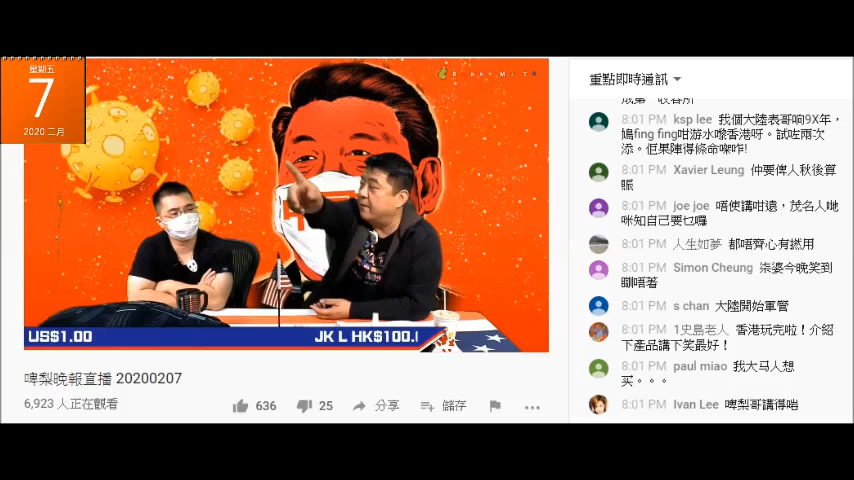 星期五
7
2020 二月
US$1.00
JK L HK$100.
啤梨晚報直播 20200207
6,923 人正在觀看
636
25
分享
儲存
重點即時通訊
8:01 PM ksp lee 我個大陸表哥响9X年，
鳩fing fing咁游水嚟香港呀。試咗兩次
添。佢果陣得條命㗎咋!
8:01 PM Xavier Leung 仲要俾人秋後算
賬
8:01 PM joe joe 唔使講咁遠，茂名人哋
咪知自己要乜囉
8:01 PM 人生如夢 都唔齊心有撚用
8:01 PM Simon Cheung 柒婆今晚笑到
瞓唔著
8:01 PM s chan 大陸開始軍管
8:01 PM 1史島老人 香港玩完啦！介紹
下產品講下笑最好！
8:01 PM paul miao 我大马人想
买。。。
8:01 PM Ivan Lee 啤梨哥講得啱